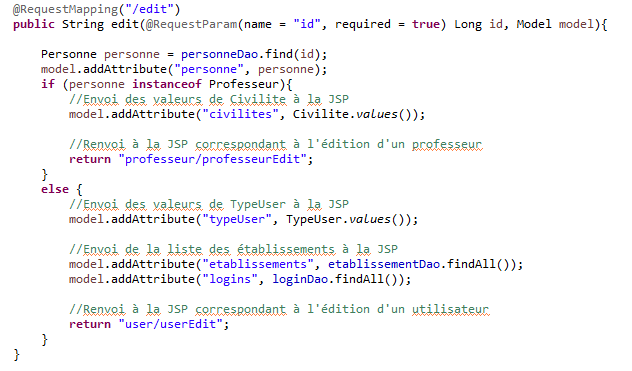 @RequestMapping("/edit")
public String edit(@RequestParam(name = "id", required = true) Long id, Model model){
Personne personne = personneDao.find(id);
model.addAttribute("personne", personne);
if (personne instanceof Professeur){
//Envoi des valeurs de Civilite à la JSP
model.addAttribute("civilites", Civilite.values());
//Renvoi à la JSP correspondant à l'édition d'un professeur
return "professeur/professeurEdit";
}
else {
//Envoi des valeurs de TypeUser à la JSP
model.addAttribute("typeUser", TypeUser.values());
//Envoi de la liste des établissements à la JSP
model.addAttribute("etablissements", etablissementDao.findAll());
model.addAttribute("logins", loginDao.findAll());
//Renvoi à la JSP correspondant à l'édition d'un utilisateur
return "user/userEdit";
}
}